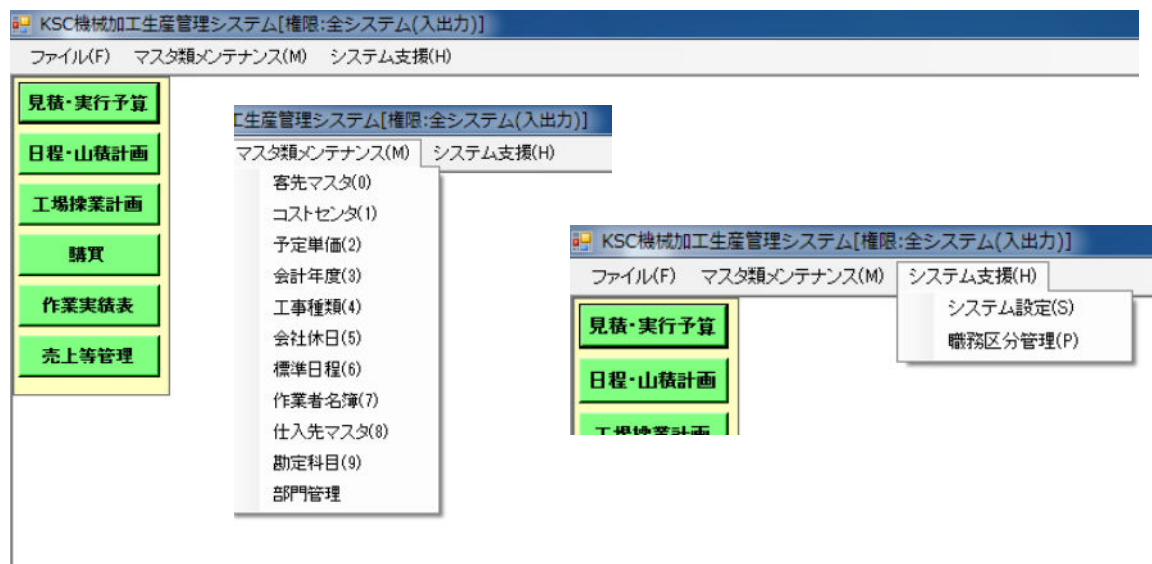 KSC機械加工生産管理システム[権限:全システム(入出力)]
ファイル(F) マスタ類メンテナンス(M) システム支援(H)
見積・実行予算
日程・山積計画
工場操業計画
購買
作業実績表
売上等管理
工生産管理システム[権限:全システム(入出力)]
マスタ類メンテナンス(M) システム支援(H)
客先マスタ(0)
コストセンタ(1)
予定単価(2)
会計年度(3)
工事種類(4)
会社休日(5)
標準日程(6)
作業者名簿(7)
仕入先マスタ(8)
勘定科目(9)
部門管理
KSC機械加工生産管理システム[権限:全システム(入出力)]
ファイル(F) マスタ類メンテナンス(M) システム支援(H)
システム設定(S)
職務区分管理(P)
見積・実行予算
日程・山積計画
工場操業計画